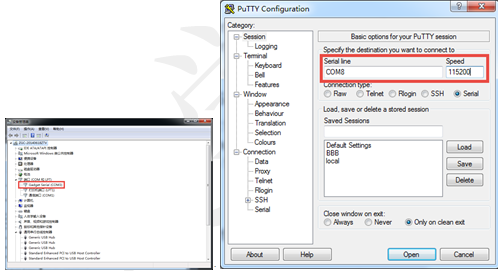 Gadget Serial (COM8)
Generic USB Hub
Generic USB Hub
Generic USB Hub
Standard Enhanced PCI to USB Host Controller
Standard Enhanced PCI to USB Host Controller
PuTTY Configuration
Category:
Session
Logging
Terminal
Keyboard
Bell
Features
Window
Appearance
Behaviour
Translation
Selection
Colours
Connection
Data
Proxy
Telnet
Rlogin
SSH
Serial
Basic options for your PuTTY session
Specify the destination you want to connect to
Serial line Speed
COM8 115200
Connection type:
Raw Telnet Rlogin SSH Serial
Load, save or delete a stored session
Saved Sessions
Default Settings
BBB
local
Load
Save
Delete
Close window on exit:
Always Never Only on clean exit
About Help Open Cancel